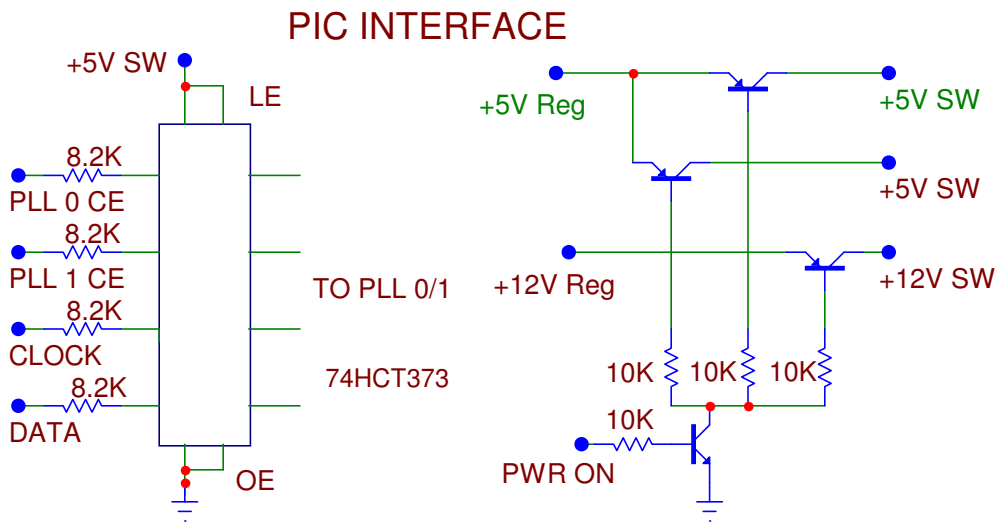 PIC INTERFACE
+5V SW
LE
8.2K
PLL 0 CE
8.2K
PLL 1 CE
8.2K
CLOCK
8.2K
DATA
TO PLL 0/1
74HCT373
OE
+5V Reg
+5V SW
+5V SW
+12V Reg
+12V SW
10K
10K
10K
10K
PWR ON